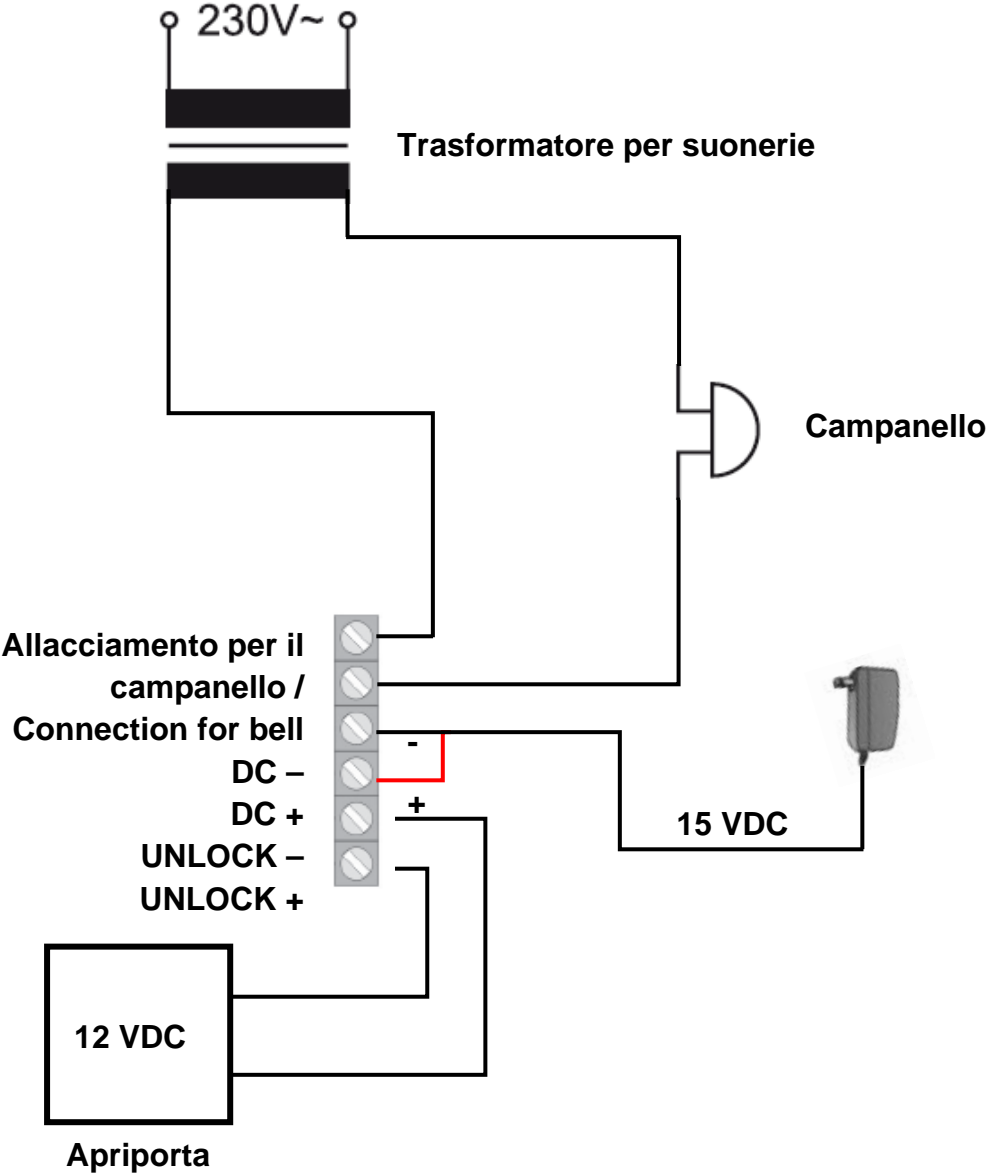 230V~
Trasformatore per suonerie
Campanello
Allacciamento per il
campanello /
Connection for bell
DC –
DC +
UNLOCK –
UNLOCK +
-
+
15 VDC
12 VDC
Apriporta